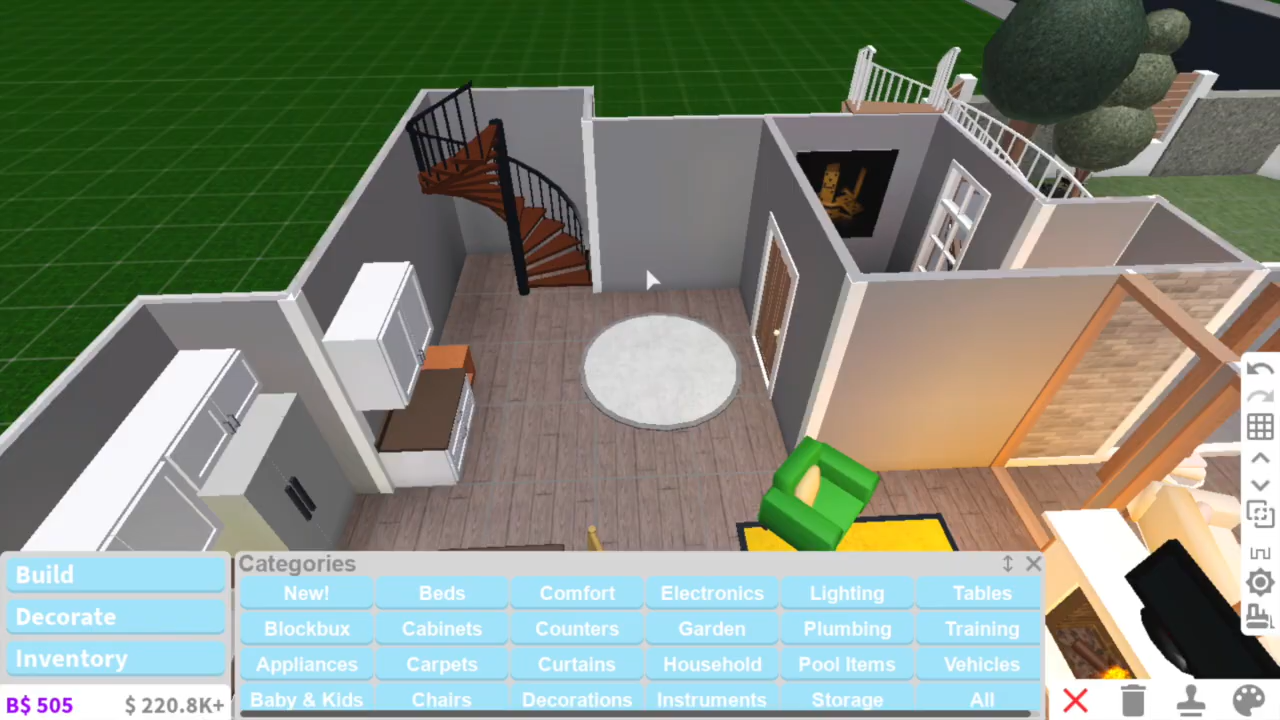 Categories
Build
Decorate
Inventory
New! Beds Comfort Electronics Lighting Tables
Blockbux Cabinets Counters Garden Plumbing Training
Appliances Carpets Curtains Household Pool Items Vehicles
Baby & Kids Chairs Decorations Instruments Storage All
B$ 505 $ 220.8K+